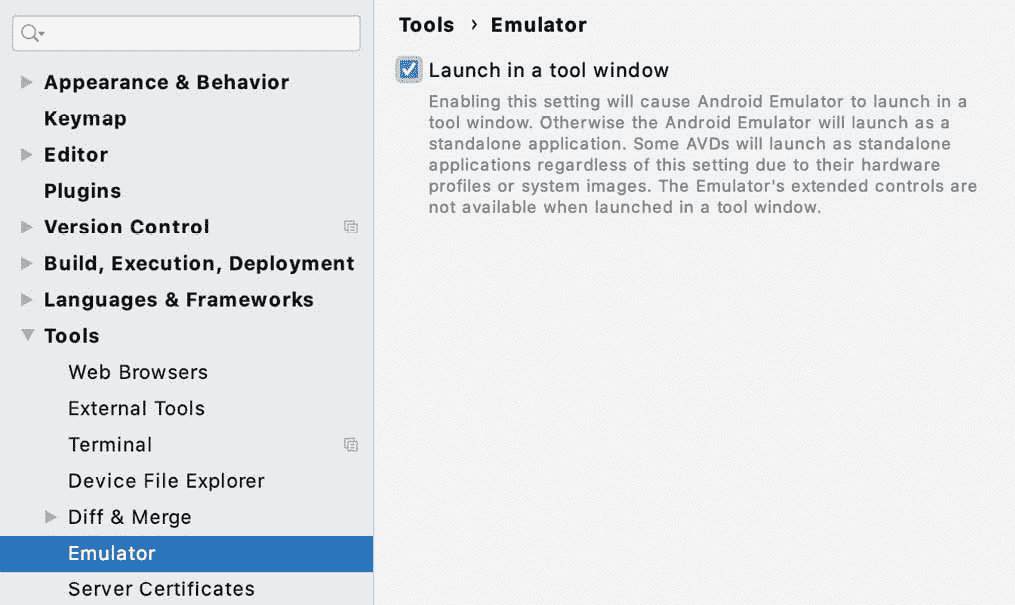 Appearance & Behavior
Keymap
Editor
Plugins
Version Control
Build, Execution, Deployment
Languages & Frameworks
Tools
Web Browsers
External Tools
Terminal
Device File Explorer
Diff & Merge
Emulator
Server Certificates
Tools › Emulator
Launch in a tool window
Enabling this setting will cause Android Emulator to launch in a
tool window. Otherwise the Android Emulator will launch as a
standalone application. Some AVDs will launch as standalone
applications regardless of this setting due to their hardware
profiles or system images. The Emulator's extended controls are
not available when launched in a tool window.